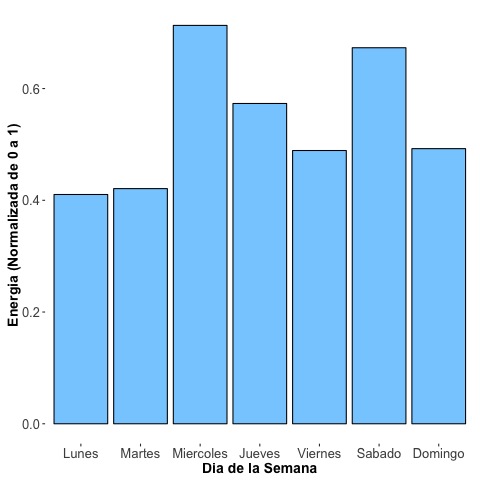 Energia (Normalizada de 0 a 1)
0.6
0.4
0.2
0.0
Lunes Martes Miercoles Jueves Viernes Sabado Domingo
Dia de la Semana